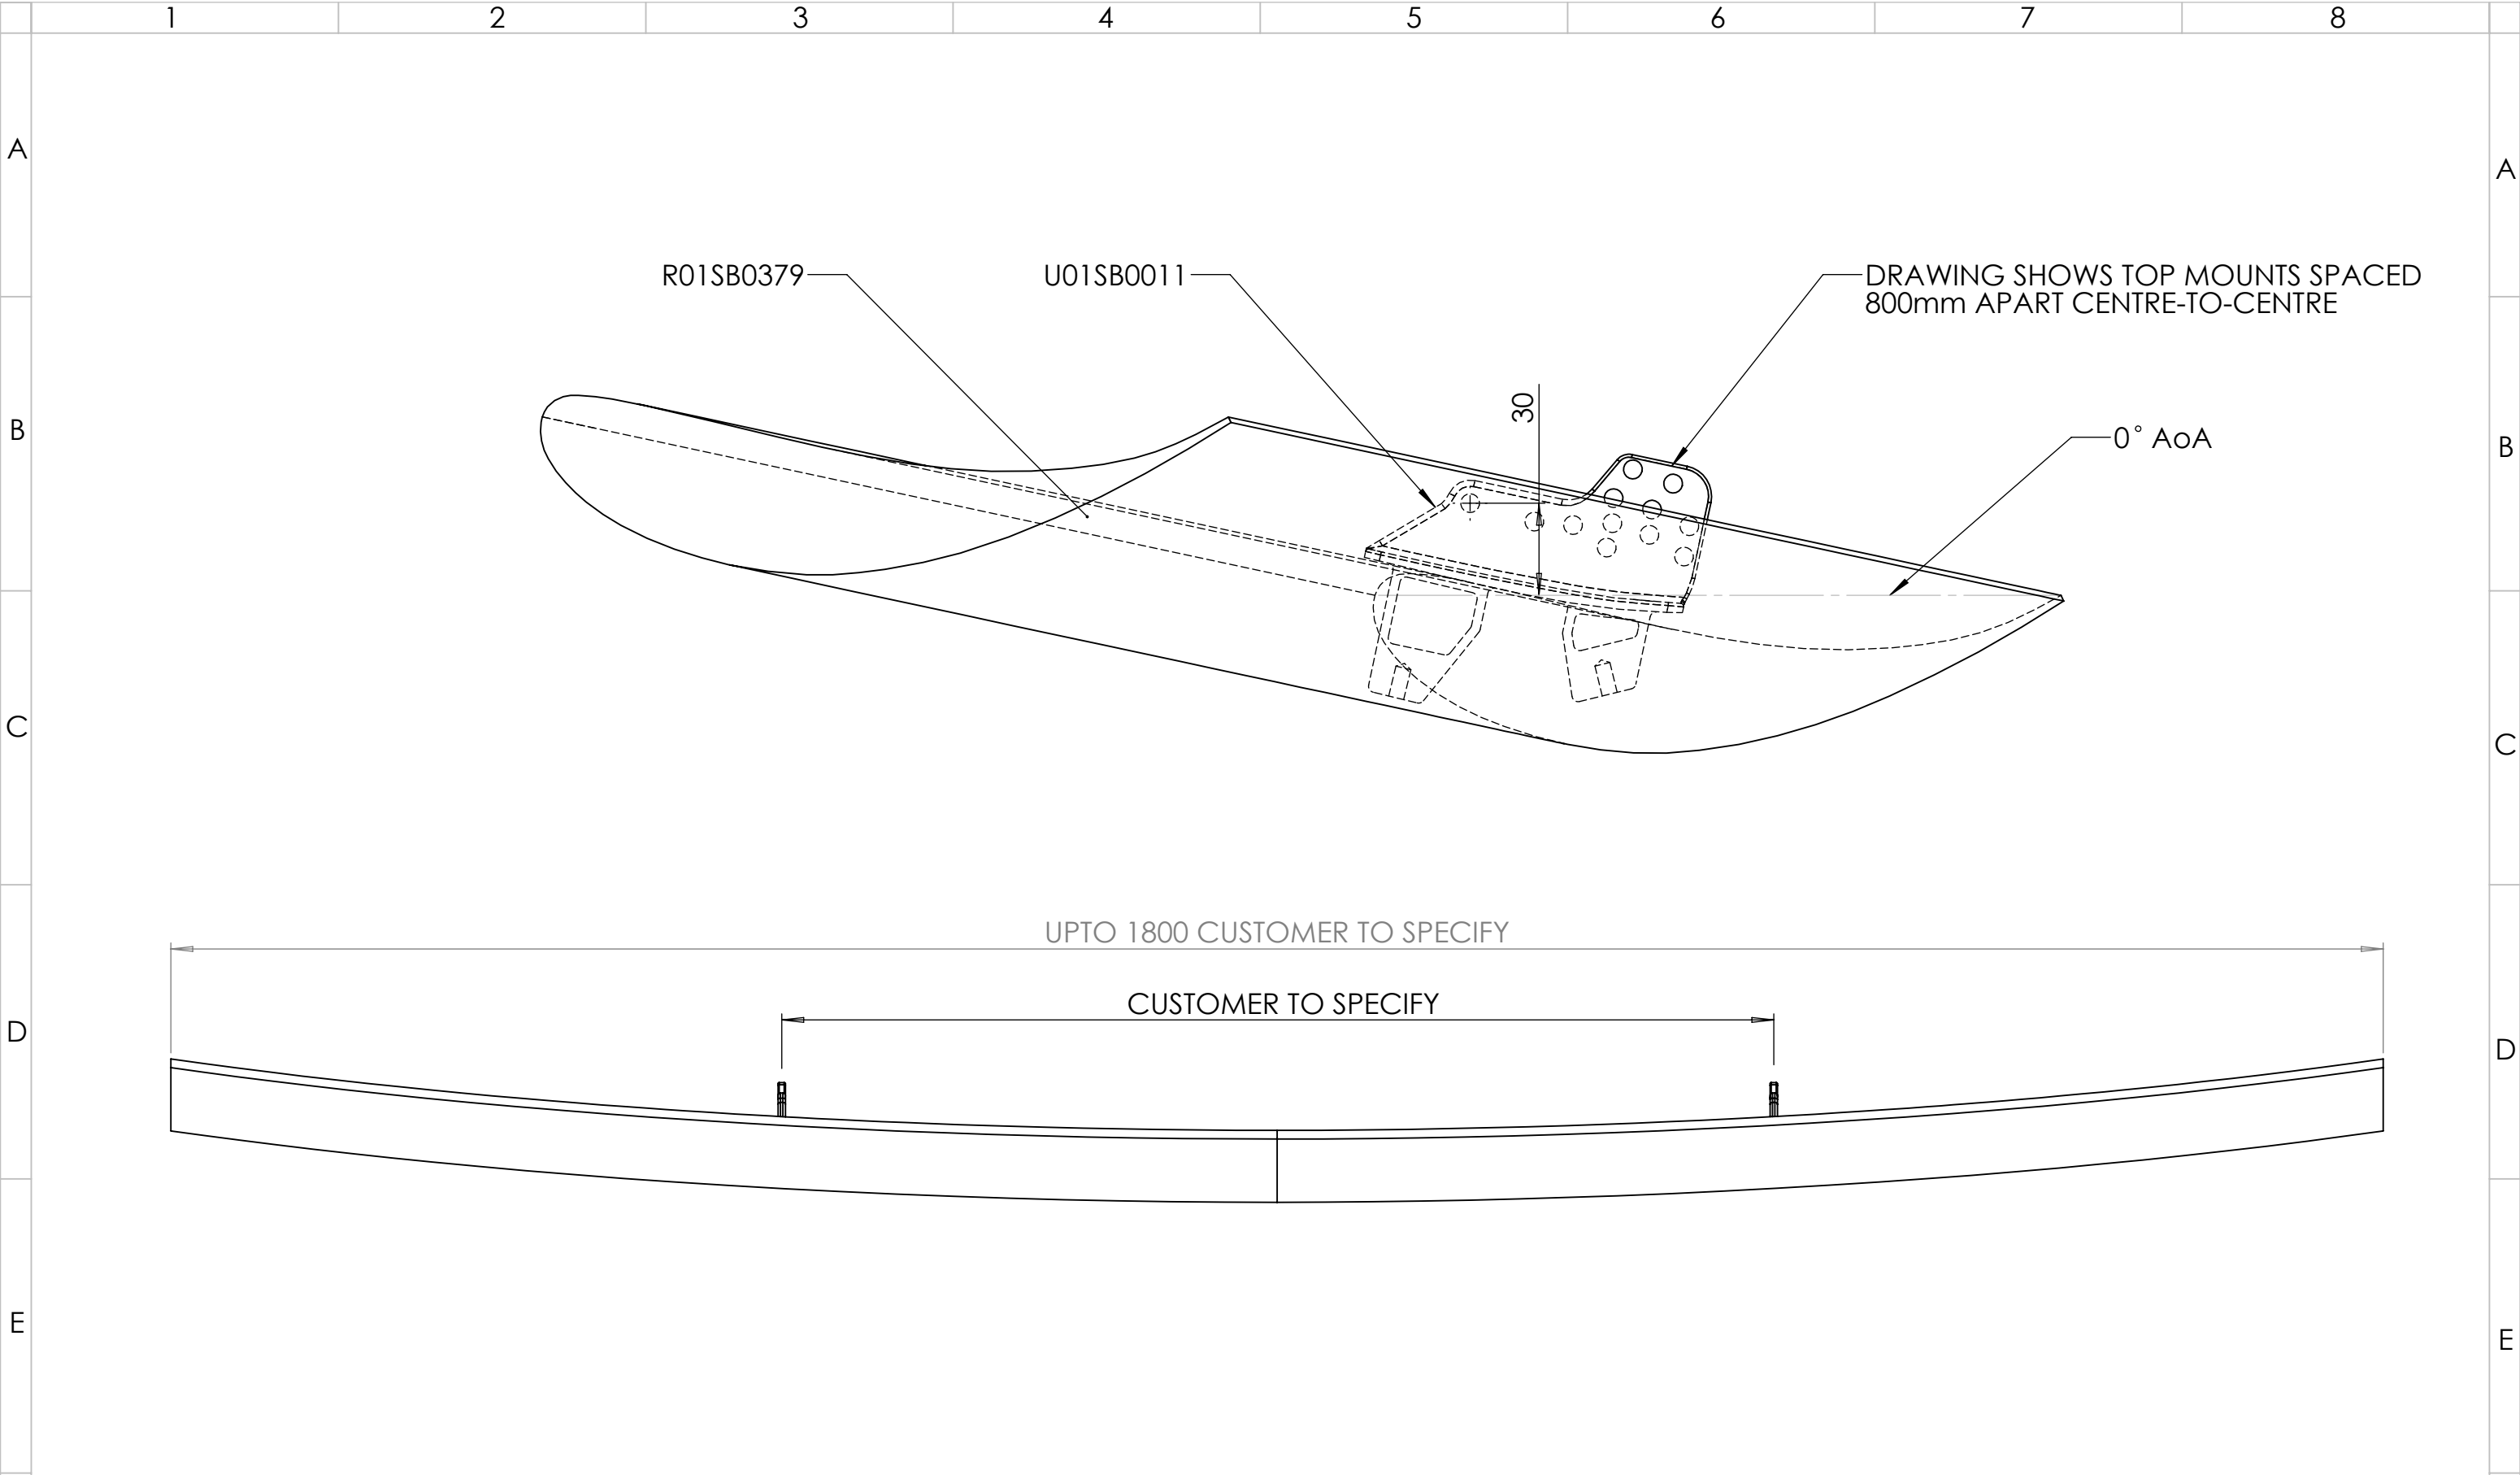 1 2 3 4 5 6 7 8
A A
R01SB0379 U01SB0011 DRAWING SHOWS TOP MOUNTS SPACED
800mm APART CENTRE-TO-CENTRE
30
B 0° AoA B
C C
UPTO 1800 CUSTOMER TO SPECIFY
CUSTOMER TO SPECIFY
D D
E E